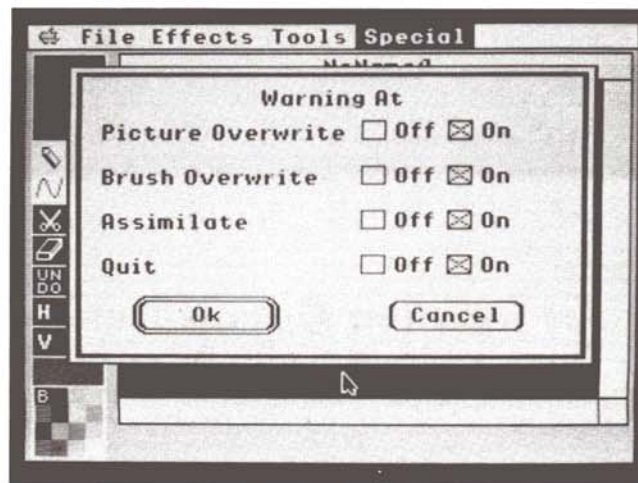 File Effects Tools Special
NoNamed
Warning At
Picture Overwrite Off On
Brush Overwrite Off On
Assimilate Off On
Quit Off On
Ok Cancel
UN
DO
H
V
B